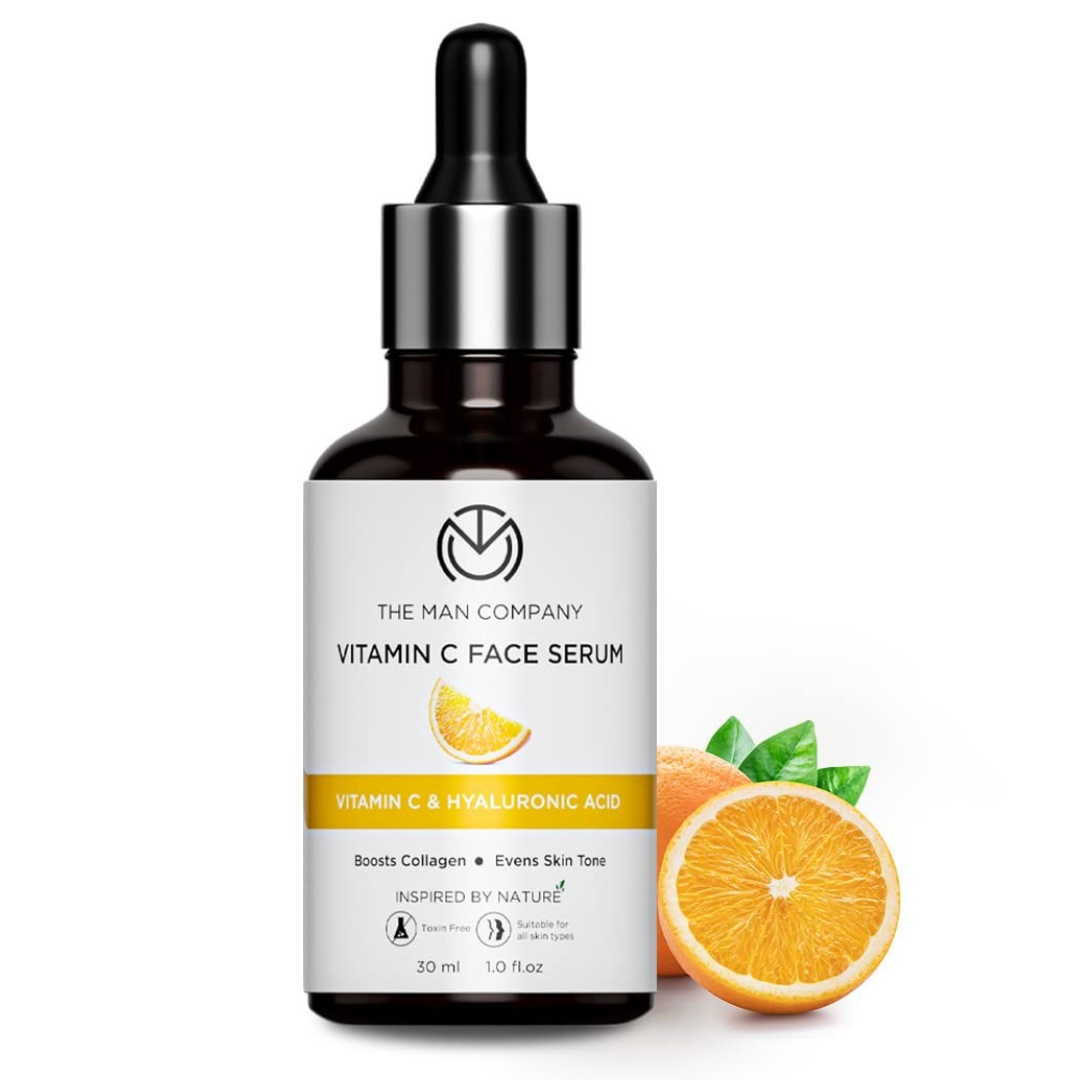 THE MAN COMPANY
VITAMIN C FACE SERUM
VITAMIN C & HYALURONIC ACID
Boosts Collagen ● Evens Skin Tone
INSPIRED BY NATURE
Toxin Free
Suitable for
all skin types
30 ml 1.0 fl.oz